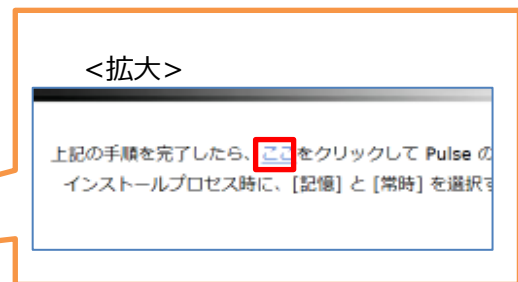 <拡大>
上記の手順を完了したら、ここをクリックして Pulse の
インストールプロセス時に、[記憶] と [常時] を選択す